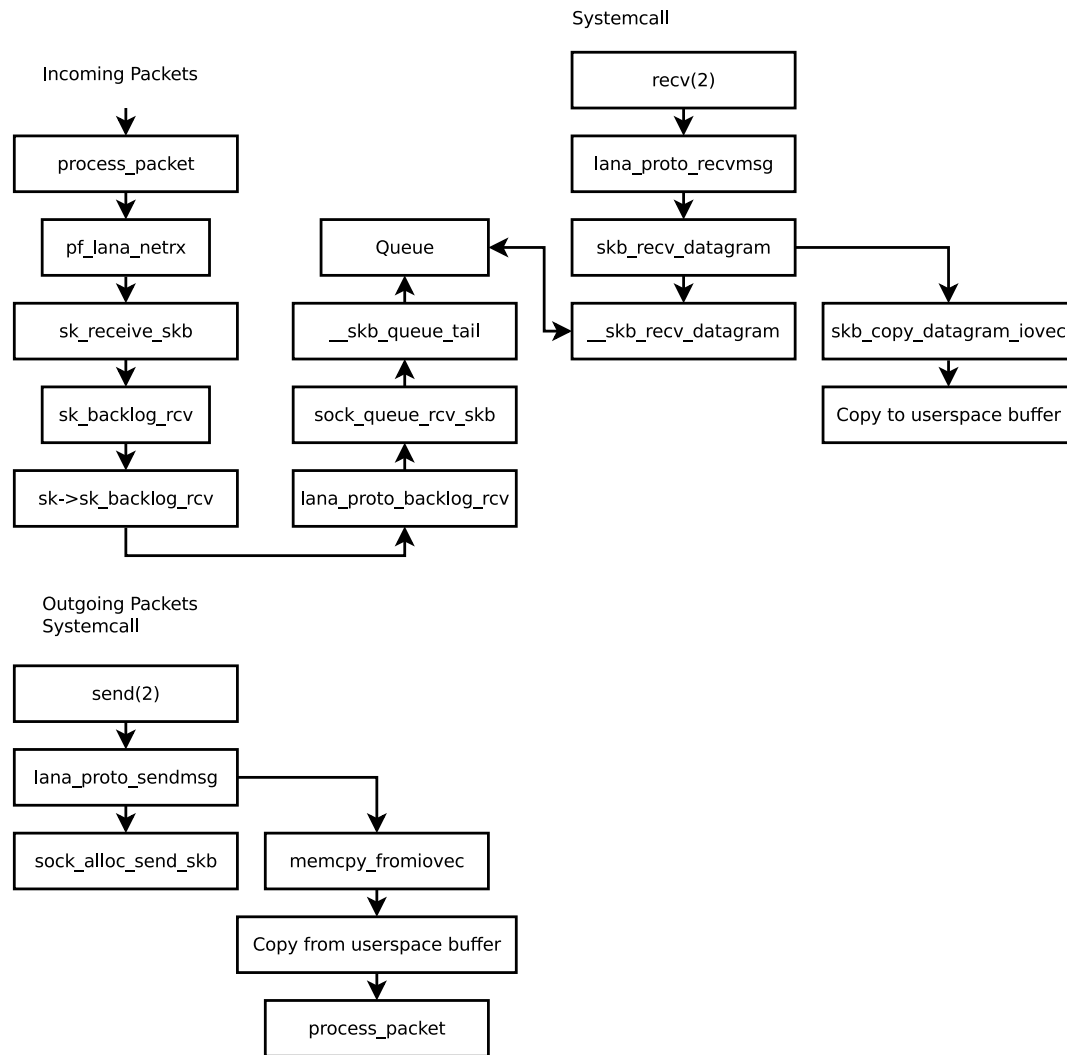 Systemcall
recv(2)
Incoming Packets
process_packet
lana_proto_recvmsg
pf_lana_netrx
Queue
skb_recv_datagram
sk_receive_skb
__skb_queue_tail
__skb_recv_datagram
skb_copy_datagram_iovec
sk_backlog_rcv
sock_queue_rcv_skb
Copy to userspace buffer
sk->sk_backlog_rcv
lana_proto_backlog_rcv
Outgoing Packets
Systemcall
send(2)
lana_proto_sendmsg
sock_alloc_send_skb
memcpy_fromiovec
Copy from userspace buffer
process_packet